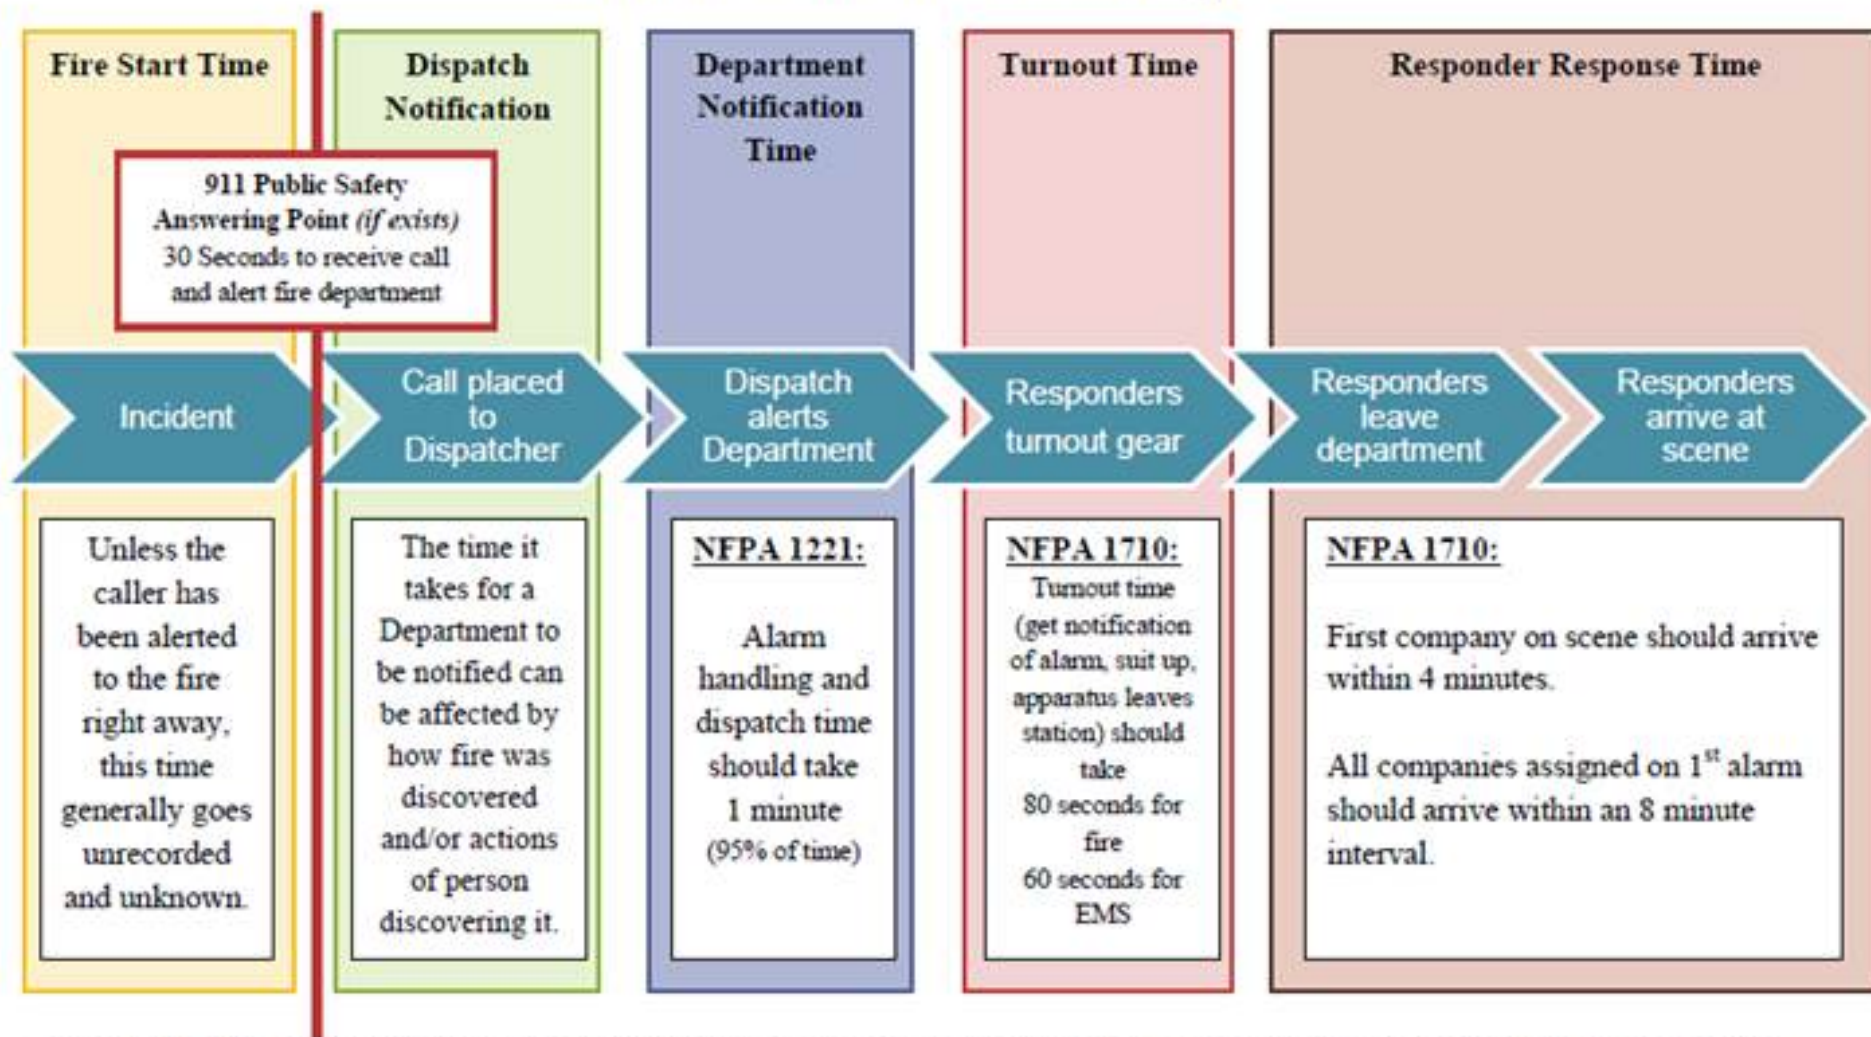 Fire Start Time
Dispatch
Notification
Department
Notification
Time
Turnout Time
Responder Response Time
911 Public Safety
Answering Point (if exists)
30 Seconds to receive call
and alert fire department
Incident
Call placed
to
Dispatcher
Dispatch
alerts
Department
Responders
turnout gear
Responders
leave
department
Responders
arrive at
scene
Unless the
caller has
been alerted
to the fire
right away,
this time
generally goes
unrecorded
and unknown.
The time it
takes for a
Department to
be notified can
be affected by
how fire was
discovered
and/or actions
of person
discovering it.
NFPA 1221:
Alarm
handling and
dispatch time
should take
1 minute
(95% of time)
NFPA 1710:
Turnout time
(get notification
of alarm, suit up,
apparatus leaves
station) should
take
80 seconds for
fire
60 seconds for
EMS
NFPA 1710:
First company on scene should arrive
within 4 minutes.
All companies assigned on 1st alarm
should arrive within an 8 minute
interval.